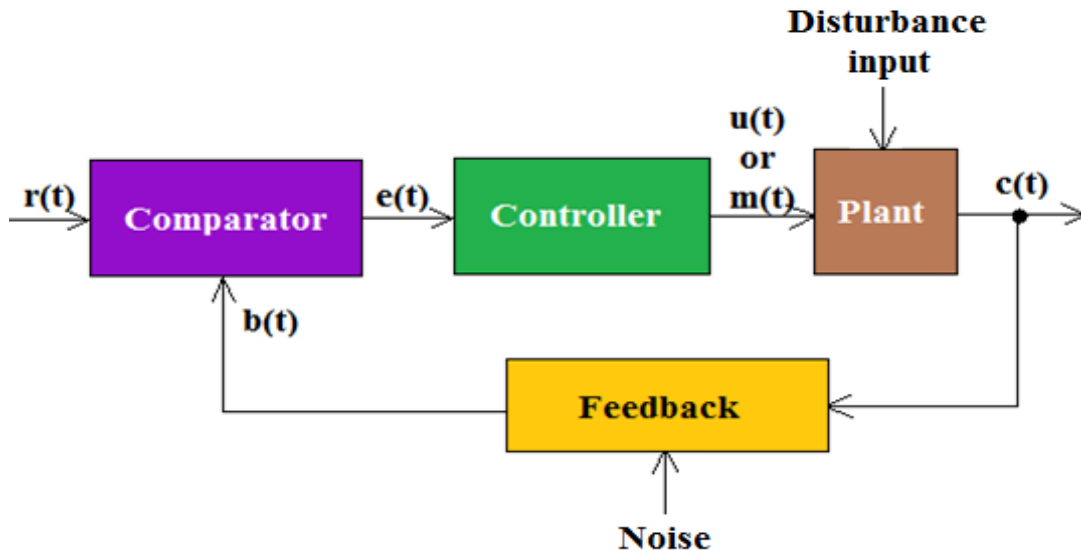 Disturbance
input
r(t)
Comparator
e(t)
Controller
u(t)
or
m(t)
Plant
c(t)
b(t)
Feedback
Noise